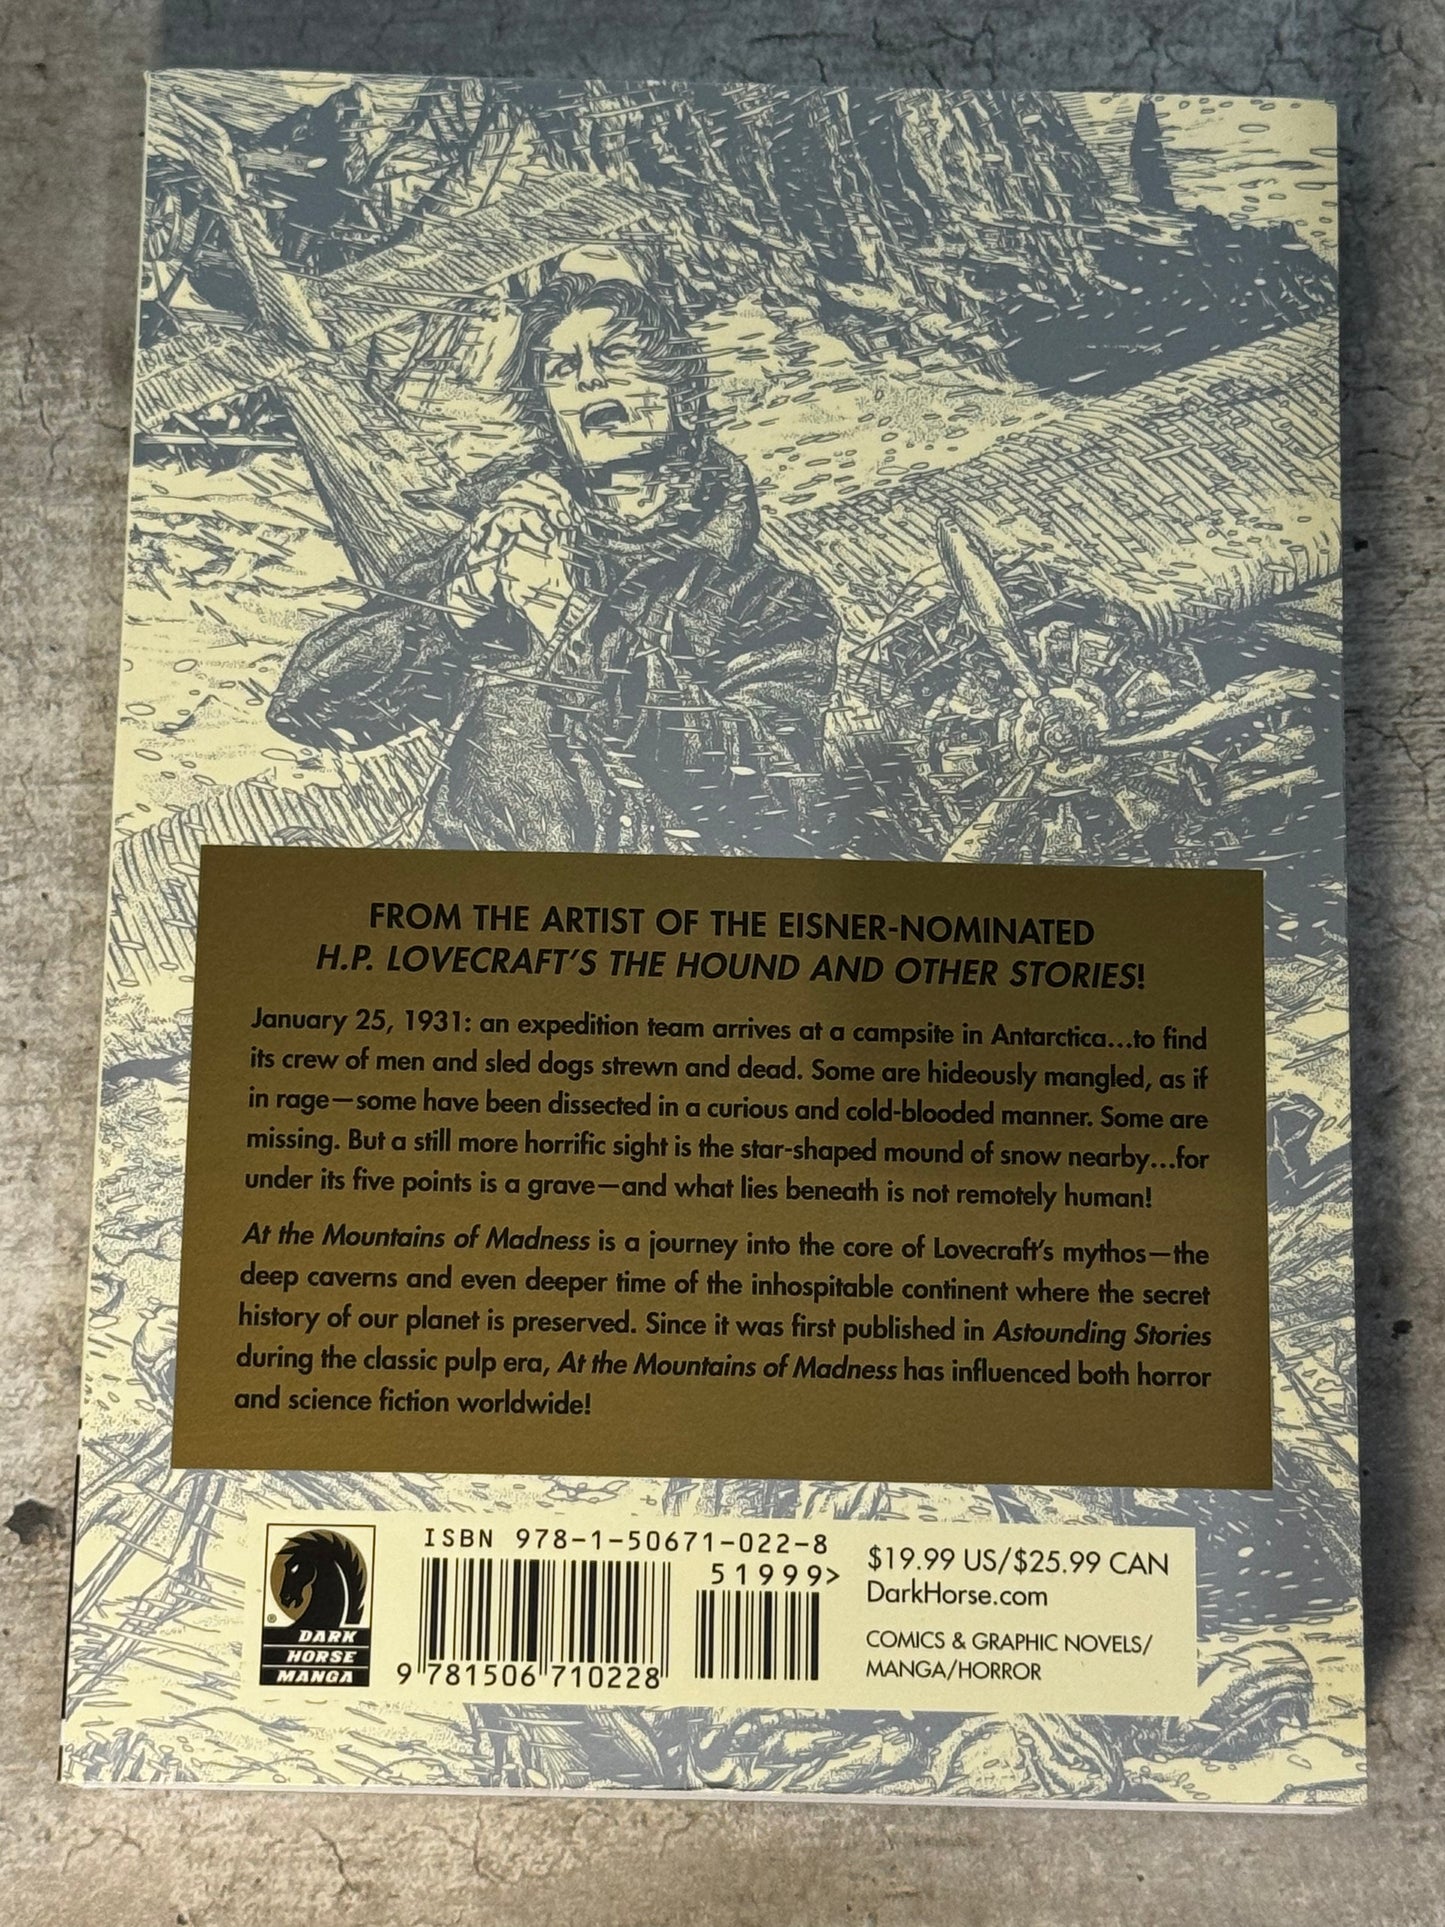 FROM THE ARTIST OF THE EISNER-NOMINATED
H.P. LOVECRAFT'S THE HOUND AND OTHER STORIES!
January 25, 1931: an expedition team arrives at a campsite in Antarctica...to find
its crew of men and sled dogs strewn and dead. Some are hideously mangled, as if
in rage—some have been dissected in a curious and cold-blooded manner. Some are
missing. But a still more horrific sight is the star-shaped mound of snow nearby...for
under its five points is a grave—and what lies beneath is not remotely human!
At the Mountains of Madness is a journey into the core of Lovecraft's mythos—the
deep caverns and even deeper time of the inhospitable continent where the secret
history of our planet is preserved. Since it was first published in Astounding Stories
during the classic pulp era, At the Mountains of Madness has influenced both horror
and science fiction worldwide!
®
DARK
HORSE
MANGA
ISBN 978-1-50671-022-8
51999>
9 781506 710228
$19.99 US/$25.99 CAN
DarkHorse.com
COMICS & GRAPHIC NOVELS/
MANGA/HORROR